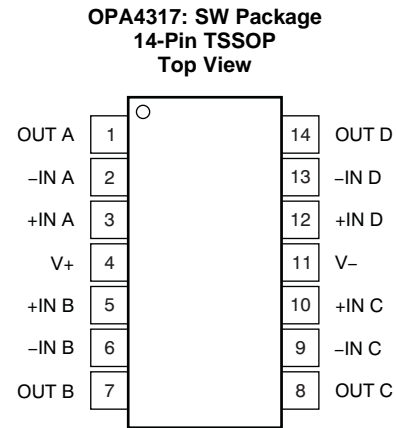 OPA4317: SW Package
14-Pin TSSOP
Top View
OUT A 1 14 OUT D
−IN A 2 13 −IN D
+IN A 3 12 +IN D
V+ 4 11 V−
+IN B 5 10 +IN C
−IN B 6 9 −IN C
OUT B 7 8 OUT C